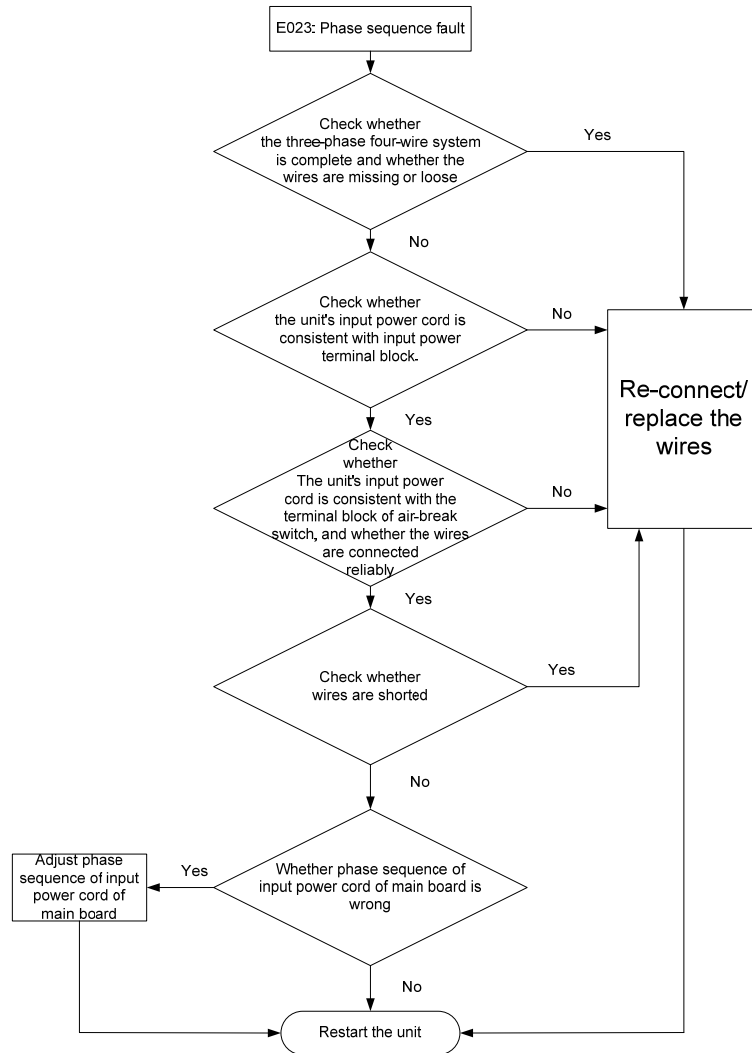 E023: Phase sequence fault
Check whether
the three-phase four-wire system
is complete and whether the
wires are missing or loose
Yes
No
Check whether
the unit's input power cord is
consistent with input power
terminal block.
No
Re-connect/
replace the
wires
Yes
Check
whether
The unit's input power
cord is consistent with the
terminal block of air-break
switch, and whether the wires
are connected
reliably
No
Yes
Check whether
wires are shorted
Yes
No
Whether phase sequence of
input power cord of main board is
wrong
Yes
Adjust phase
sequence of input
power cord of
main board
No
Restart the unit